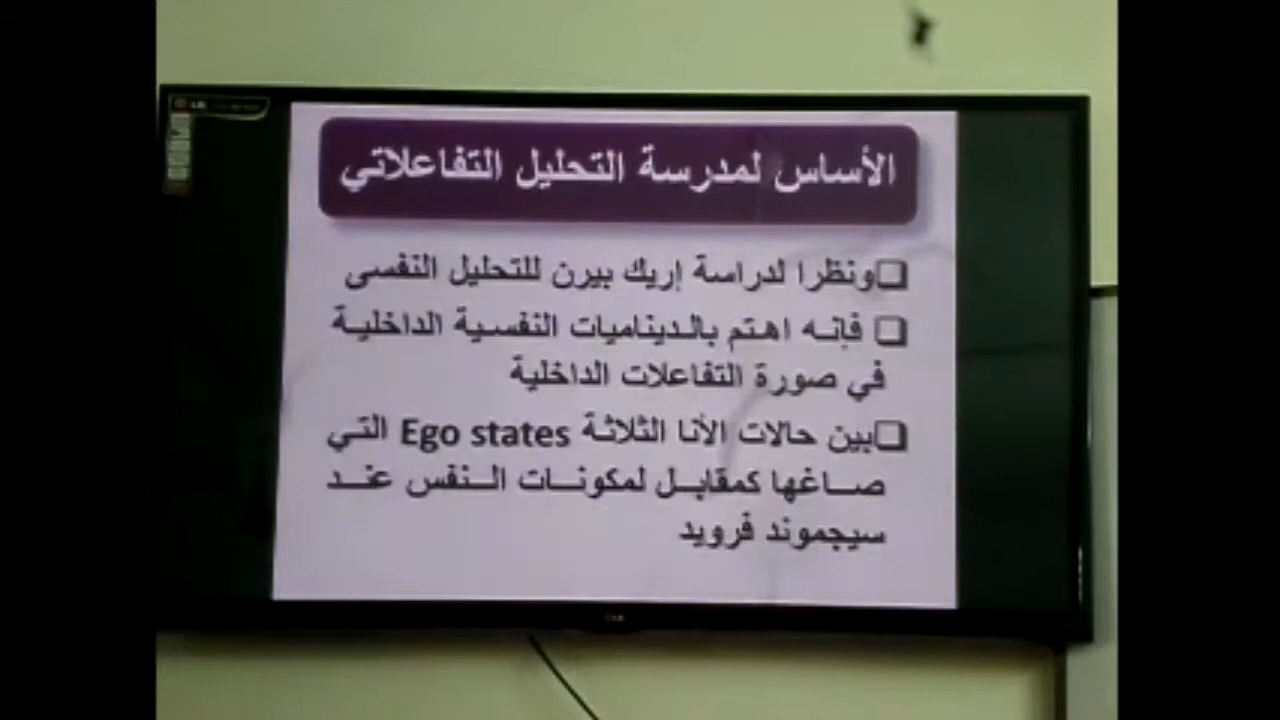 الأساس لمدرسة التحليل التفاعلاتي
ونظرا لدراسة إريك بيرن للتحليل النفسى
فإنه اهتم بالديناميات النفسية الداخلية
في صورة التفاعلات الداخلية
بين حالات الأنا الثلاثة Ego states التي
صاغها كمقابل لمكونات النفس عند
سيجموند فرويد